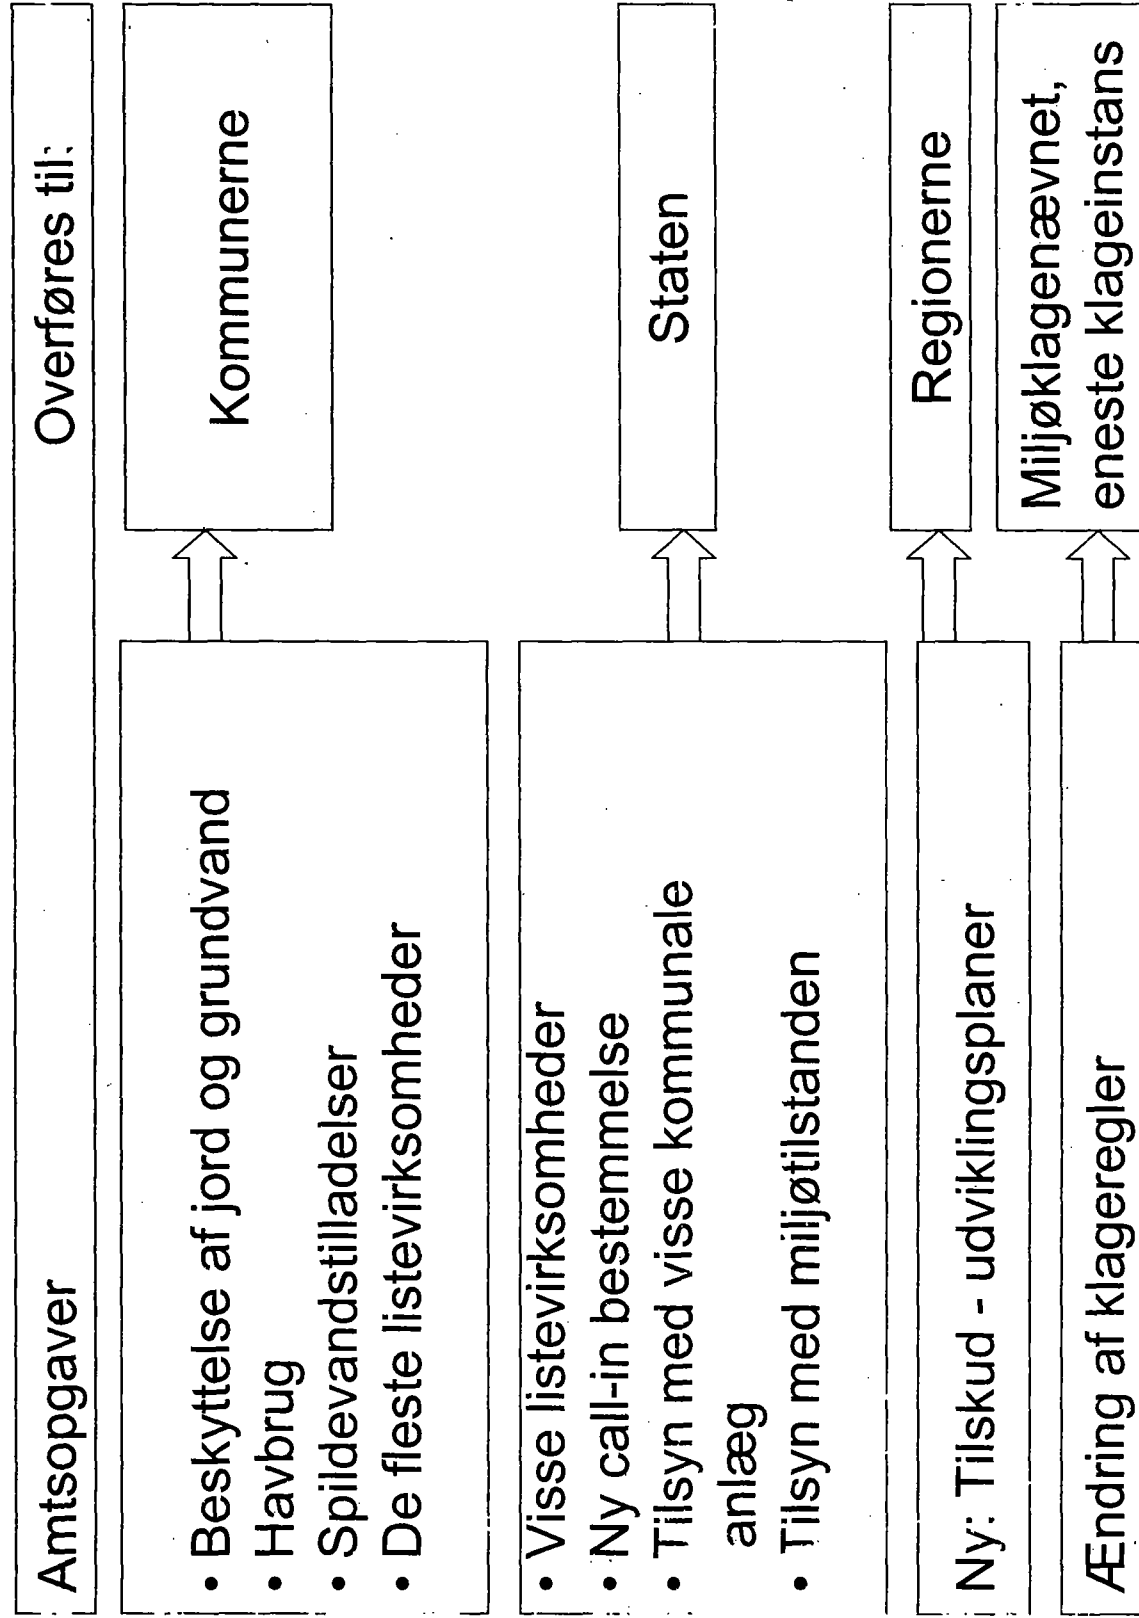 Amtsopgaver
Overføres til:
• Beskyttelse af jord og grundvand
• Havbrug
• Spildevandstilladelser
• De fleste listevirksomheder
Kommunerne
• Visse listevirksomheder
• Ny call-in bestemmelse
• Tilsyn med visse kommunale
anlæg
• Tilsyn med miljøtilstanden
Staten
Ny: Tilskud - udviklingsplaner
Regionerne
Ændring af klageregler
Miljøklagenævnet,
eneste klageinstans